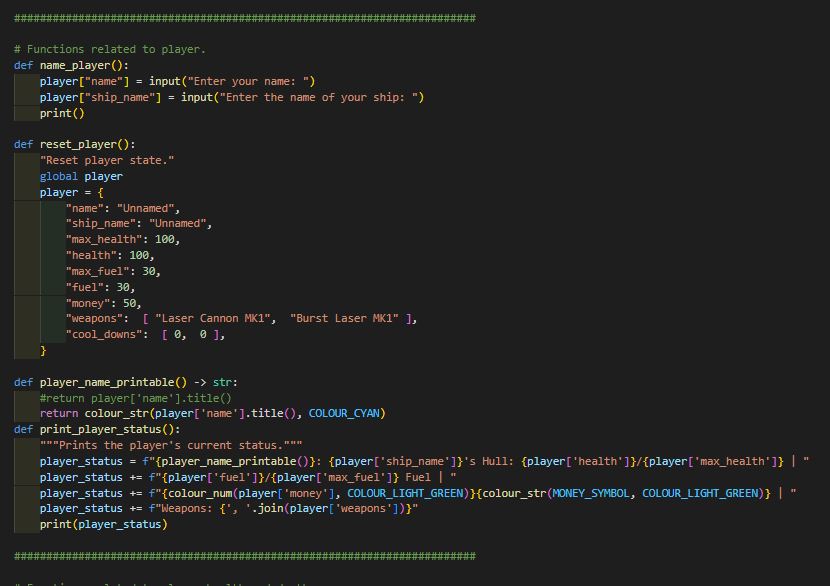 ########################################################################
# Functions related to player.
def name_player():
    player["name"] = input("Enter your name: ")
    player["ship_name"] = input("Enter the name of your ship: ")
    print()
def reset_player():
    "Reset player state."
    global player
    player = {
        "name": "Unnamed",
        "ship_name": "Unnamed",
        "max_health": 100,
        "health": 100,
        "max_fuel": 30,
        "fuel": 30,
        "money": 50,
        "weapons":  [ "Laser Cannon MK1",  "Burst Laser MK1" ],
        "cool_downs":  [ 0,  0 ],
    }
def player_name_printable() -> str:
    #return player['name'].title()
    return colour_str(player['name'].title(), COLOUR_CYAN)
def print_player_status():
    """Prints the player's current status."""
    player_status = f"{player_name_printable()}: {player['ship_name']}'s Hull: {player['health']}/{player['max_health']} | "
    player_status += f"{player['fuel']}/{player['max_fuel']} Fuel | "
    player_status += f"{colour_num(player['money'], COLOUR_LIGHT_GREEN)}{colour_str(MONEY_SYMBOL, COLOUR_LIGHT_GREEN)} | "
    player_status += f"Weapons: {', '.join(player['weapons'])}"
    print(player_status)
########################################################################